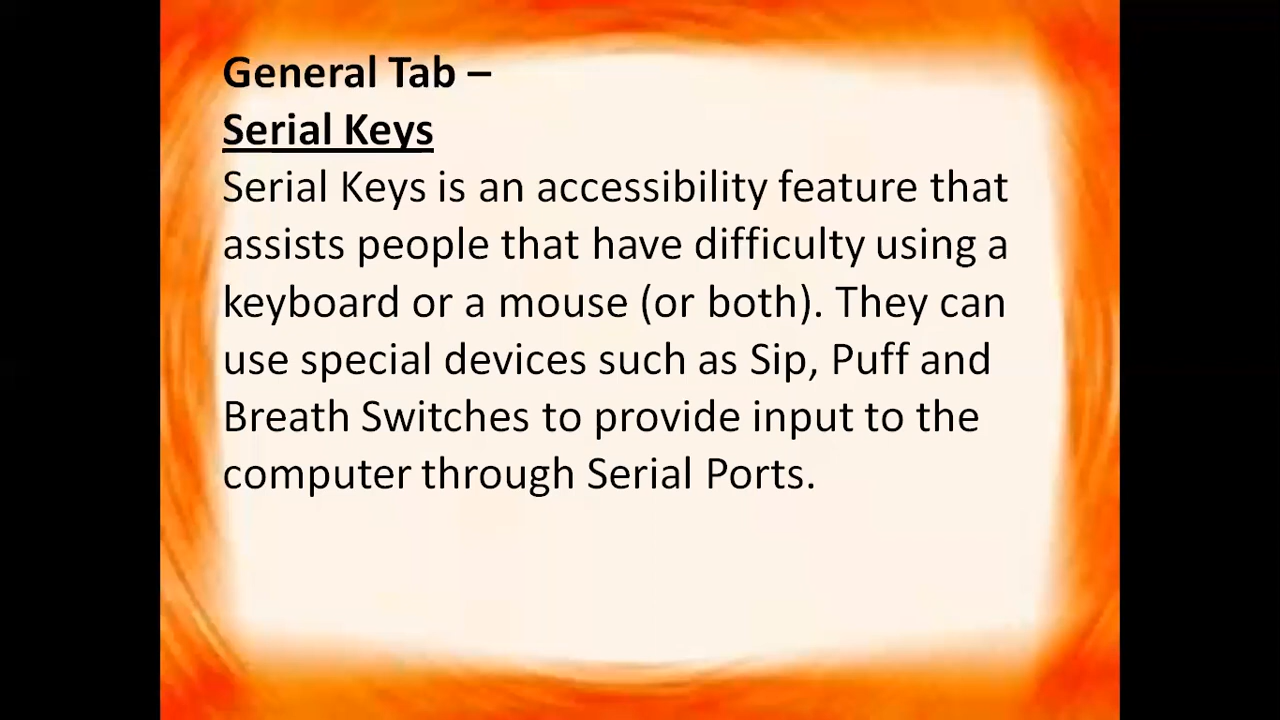 General Tab –
Serial Keys
Serial Keys is an accessibility feature that
assists people that have difficulty using a
keyboard or a mouse (or both). They can
use special devices such as Sip, Puff and
Breath Switches to provide input to the
computer through Serial Ports.